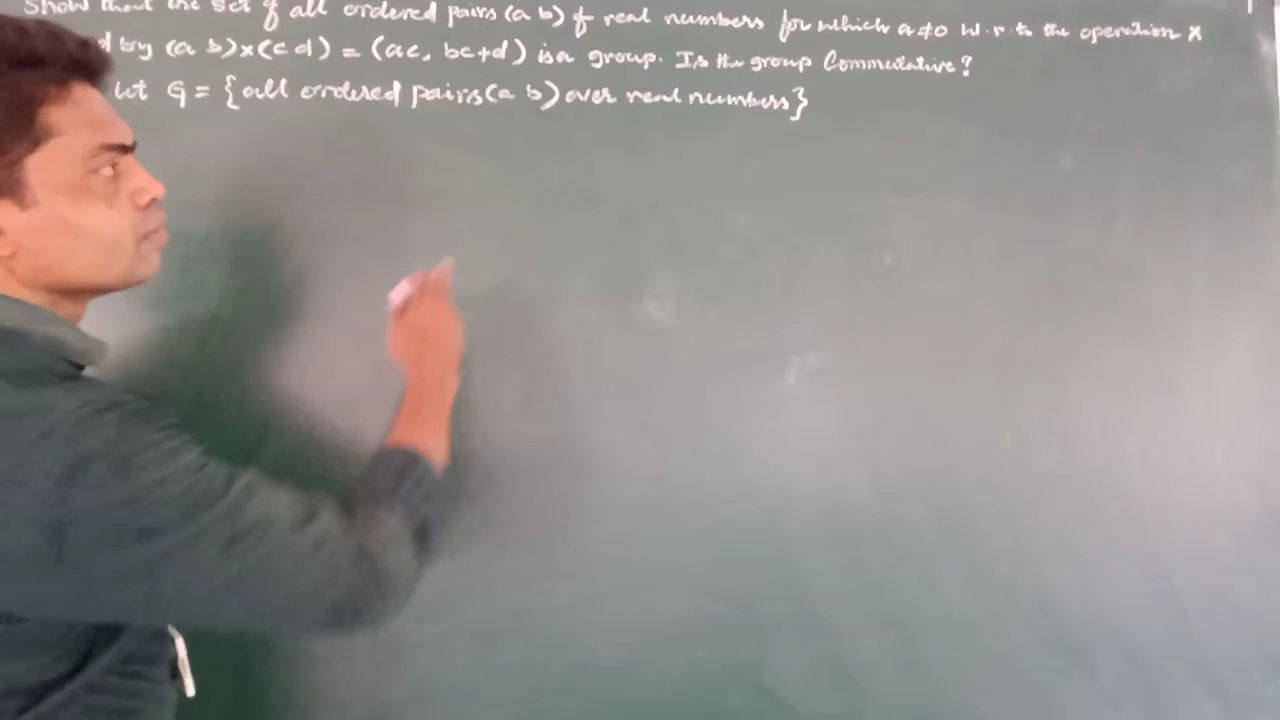 Show that the set of all ordered pairs (a b) of real numbers for which a≠0 w.r.to the operation ×
d by (a b)×(c d) = (ac, bc+d) is a group. Is the group Commutative?
Let G = {all ordered pairs (a b) over real numbers}